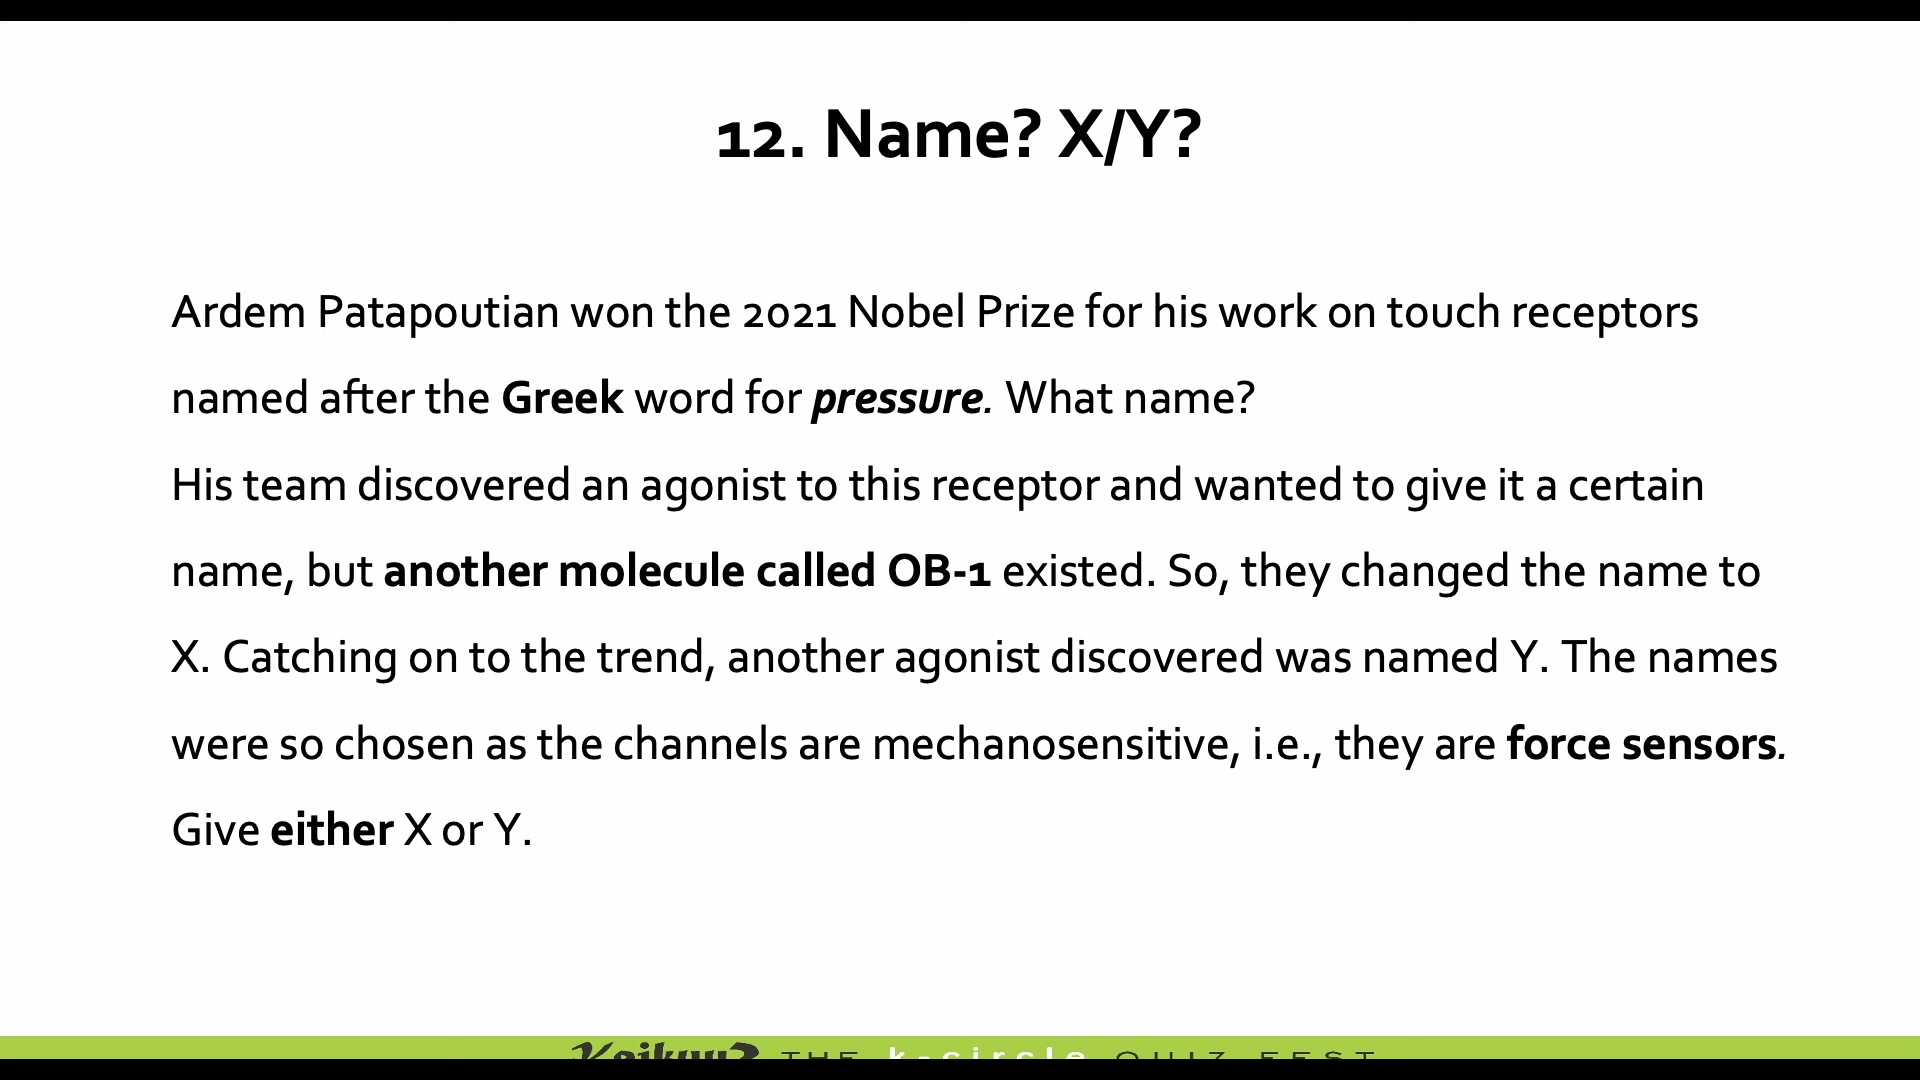 12. Name? X/Y?
Ardem Patapoutian won the 2021 Nobel Prize for his work on touch receptors
named after the Greek word for pressure. What name?
His team discovered an agonist to this receptor and wanted to give it a certain
name, but another molecule called OB-1 existed. So, they changed the name to
X. Catching on to the trend, another agonist discovered was named Y. The names
were so chosen as the channels are mechanosensitive, i.e., they are force sensors.
Give either X or Y.
THE k-circle QUIZ FEST